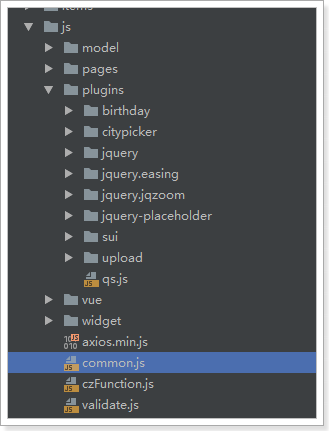 items
js
model
pages
plugins
birthday
citypicker
jquery
jquery.easing
jquery.jqzoom
jquery-placeholder
sui
upload
qs.js
vue
widget
axios.min.js
common.js
czFunction.js
validate.js